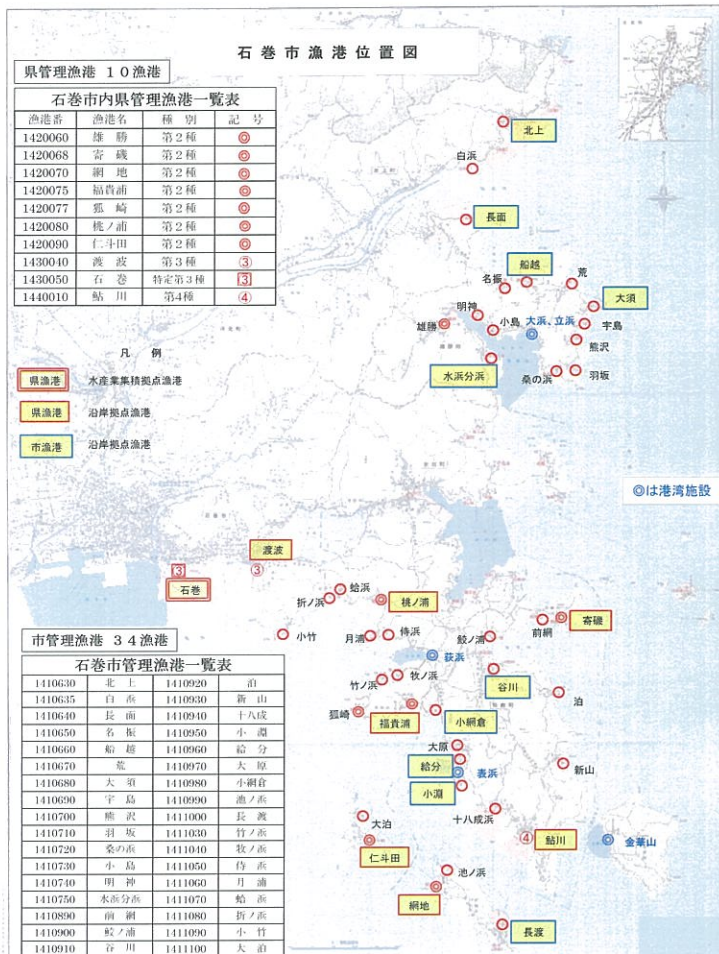 石巻市漁港位置図
県管理漁港 10漁港
石巻市内県管理漁港一覧表
漁港番 漁港名 種別 記号
1420060 雄勝 第2種 ◎
1420068 寄磯 第2種 ◎
1420070 網地 第2種 ◎
1420075 福貴浦 第2種 ◎
1420077 狐崎 第2種 ◎
1420080 桃ノ浦 第2種 ◎
1420090 仁斗田 第2種 ◎
1430040 渡波 第3種 ③
1430050 石巻 特定第3種 3
1440010 鮎川 第4種 ④
凡例
県漁港 水産業集積拠点漁港
県漁港 沿岸拠点漁港
市漁港 沿岸拠点漁港
北上
白浜
長面
船越
名振
荒
大須
明神
雄勝
小島
大浜、立浜
宇島
熊沢
水浜分浜
桑の浜
羽坂
◎は港湾施設
渡波
③
3
石巻
蛤浜
折ノ浜
桃ノ浦
小竹
月浦
侍浜
鮫ノ浦
前網
寄磯
荻浜
谷川
竹ノ浜
牧ノ浜
泊
狐崎
福貴浦
小網倉
大原
給分
表浜
新山
小淵
十八成浜
大泊
④
鮎川
金華山
仁斗田
池ノ浜
網地
長渡
市管理漁港 34漁港
石巻市管理漁港一覧表
1410630 北上 1410920 泊
1410635 白浜 1410930 新山
1410640 長面 1410940 十八成
1410650 名振 1410950 小淵
1410660 船越 1410960 給分
1410670 荒 1410970 大原
1410680 大須 1410980 小網倉
1410690 宇島 1410990 池ノ浜
1410700 熊沢 1411000 長渡
1410710 羽坂 1411030 竹ノ浜
1410720 桑の浜 1411040 牧ノ浜
1410730 小島 1411050 侍浜
1410740 明神 1411060 月浦
1410750 水浜分浜 1411070 蛤浜
1410890 前網 1411080 折ノ浜
1410900 鮫ノ浦 1411090 小竹
1410910 谷川 1411100 大泊